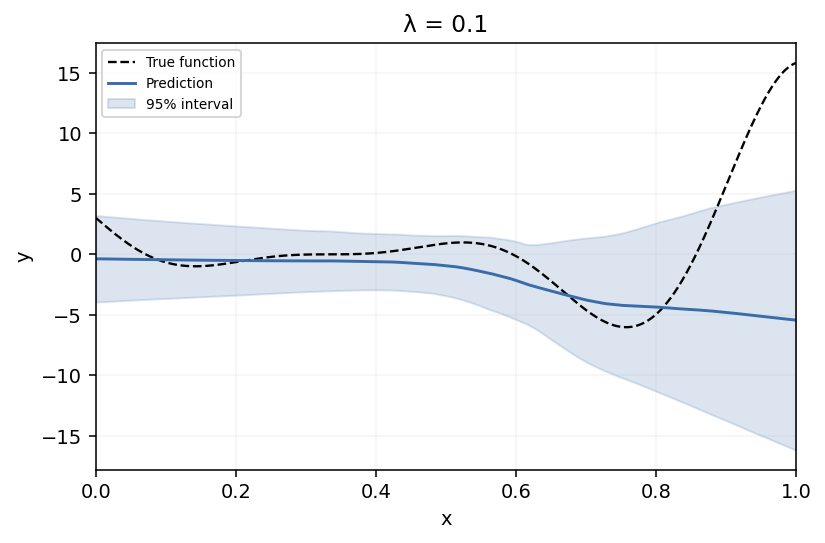 λ = 0.1
True function
Prediction
95% interval
y
15
10
5
0
−5
−10
−15
0.0 0.2 0.4 0.6 0.8 1.0
x